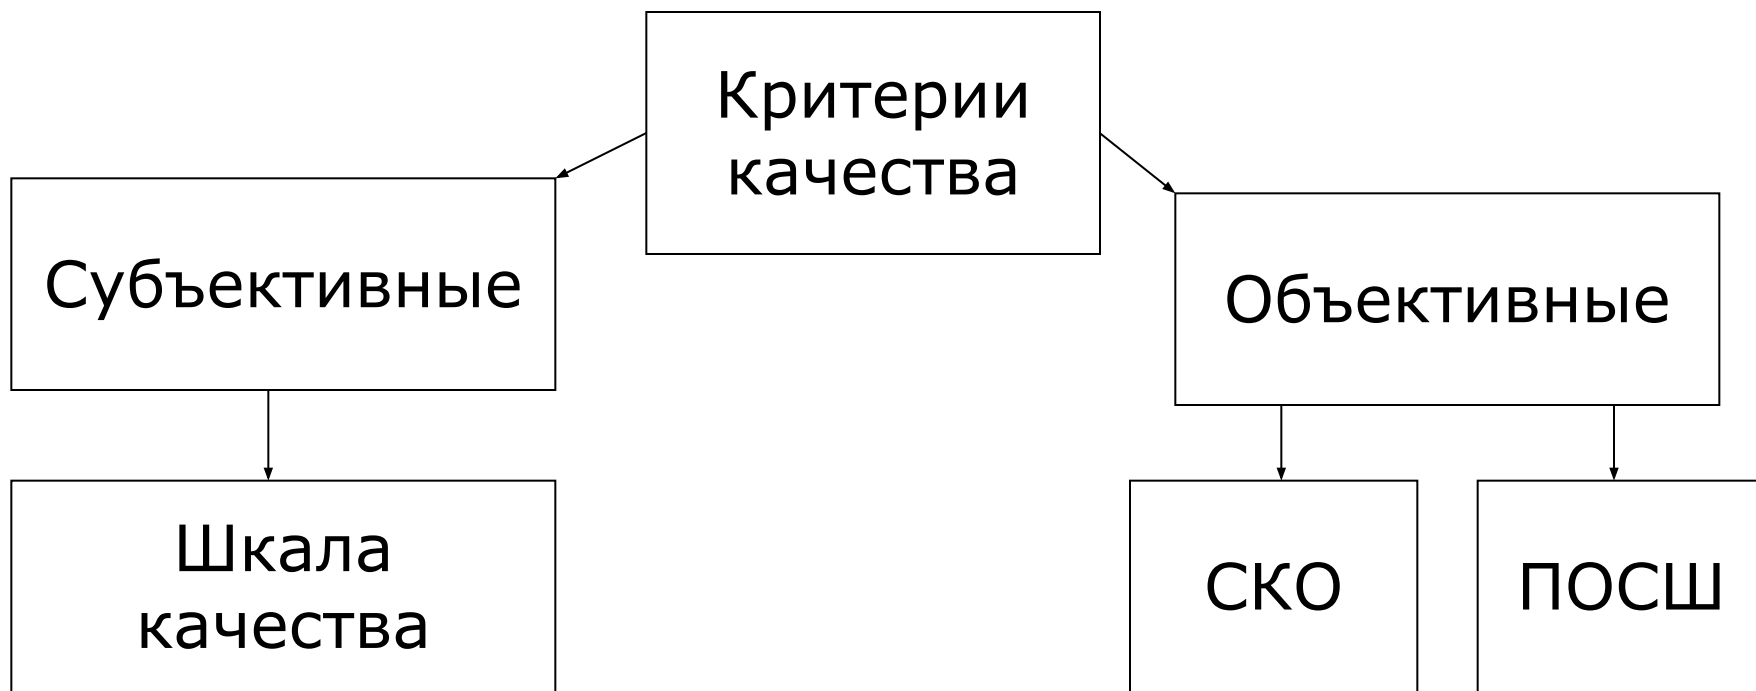 Критерии
качества
Субъективные
Объективные
Шкала
качества
СКО
ПОСШ